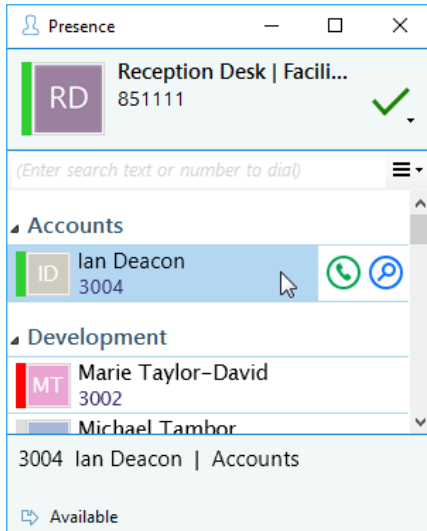 Presence
RD
Reception Desk | Facili...
851111
(Enter search text or number to dial)
Accounts
ID
Ian Deacon
3004
Development
MT
Marie Taylor-David
3002
Michael Tambor
3004 Ian Deacon | Accounts
Available